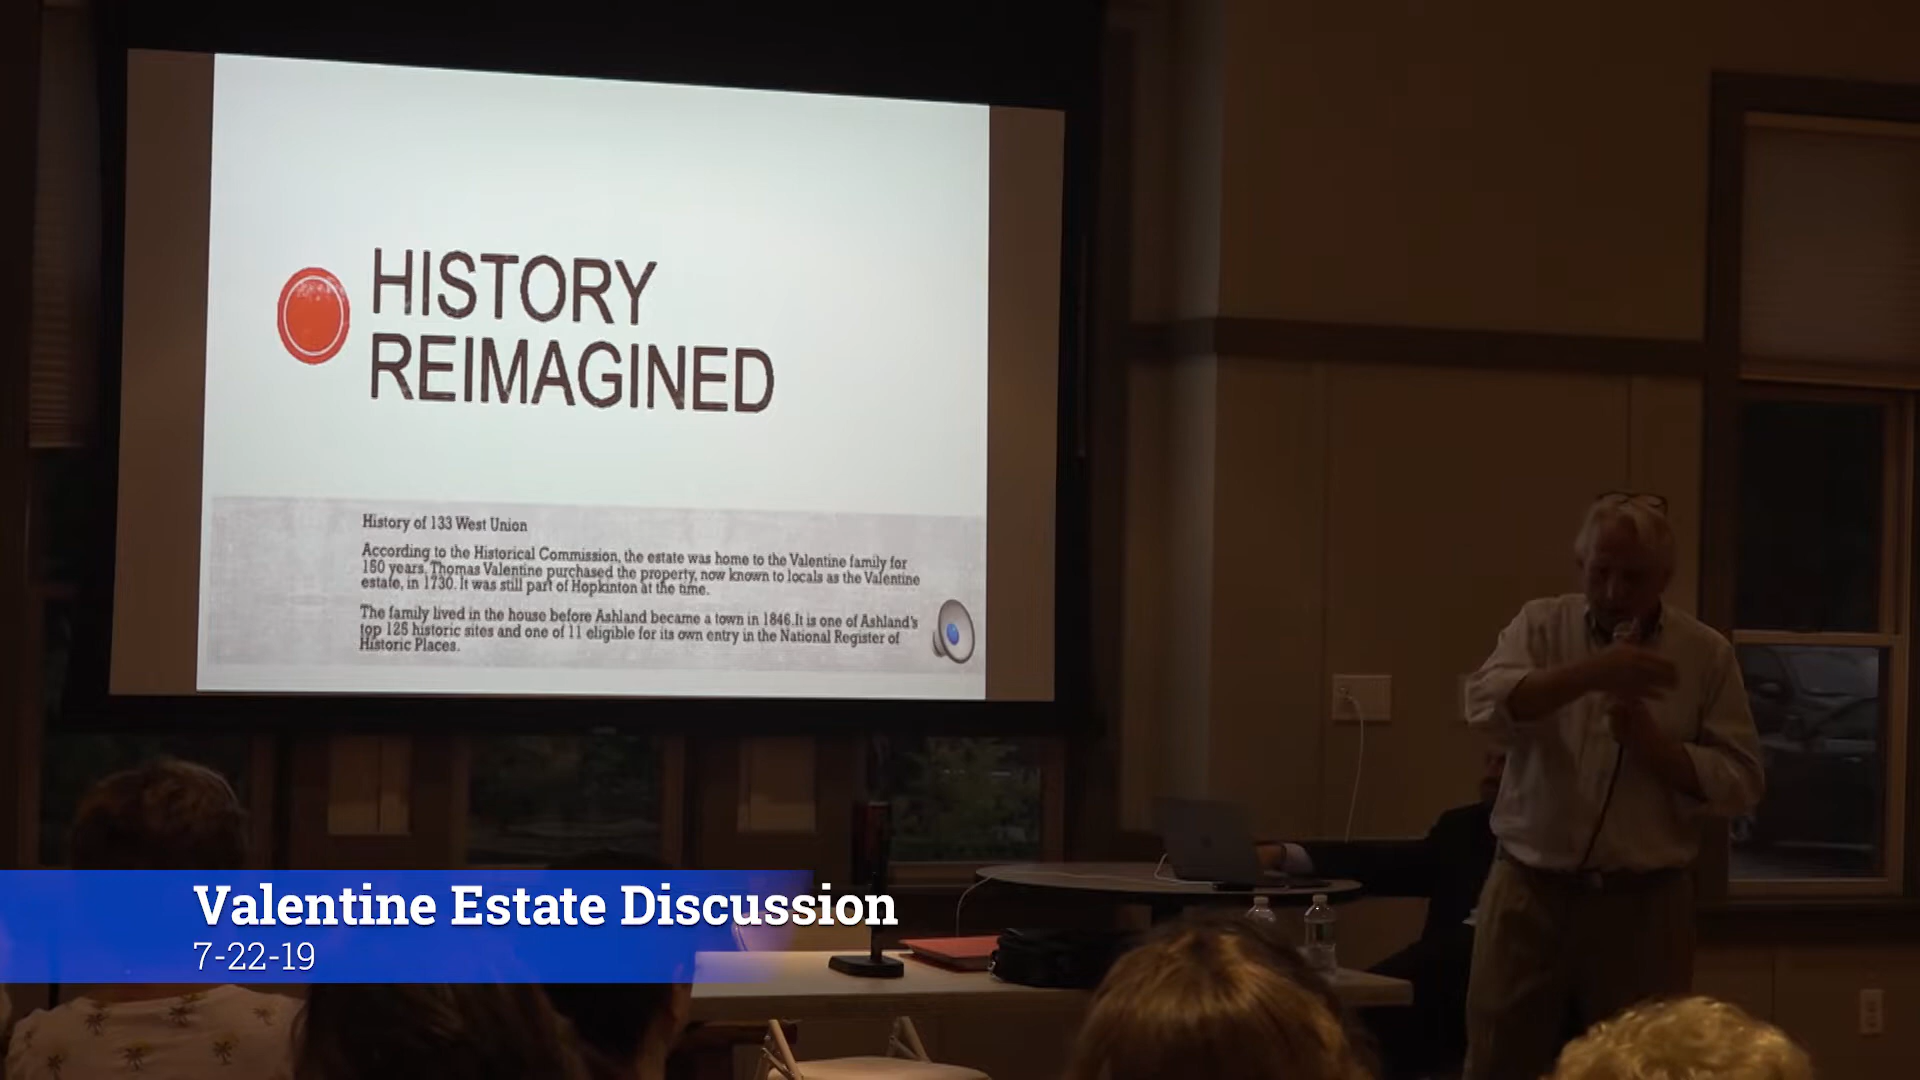 HISTORY
REIMAGINED
History of 133 West Union
According to the Historical Commission, the estate was home to the Valentine family for
150 years. Thomas Valentine purchased the property, now known to locals as the Valentine
estate, in 1730. It was still part of Hopkinton at the time.
The family lived in the house before Ashland became a town in 1846.It is one of Ashland's
top 125 historic sites and one of 11 eligible for its own entry in the National Register of
Historic Places.
Valentine Estate Discussion
7-22-19